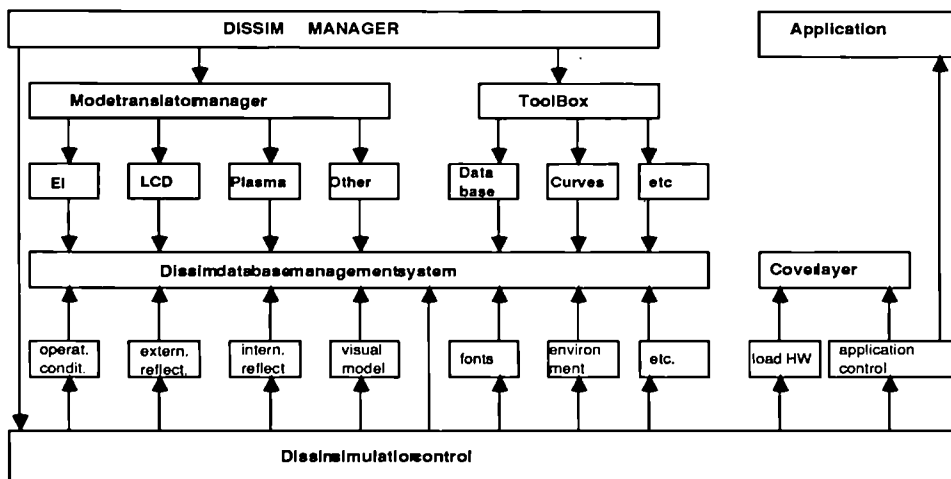 DISSIM MANAGER
Application
Modetranslatormanager
ToolBox
El
LCD
Plasma
Other
Data
base
Curves
etc
Dissimdatabasemanagementsystem
Coverlayer
operat.
condit.
extern.
reflect.
intern.
reflect
visual
model
fonts
environ
ment
etc.
load HW
application
control
Dissimsimulationcontrol